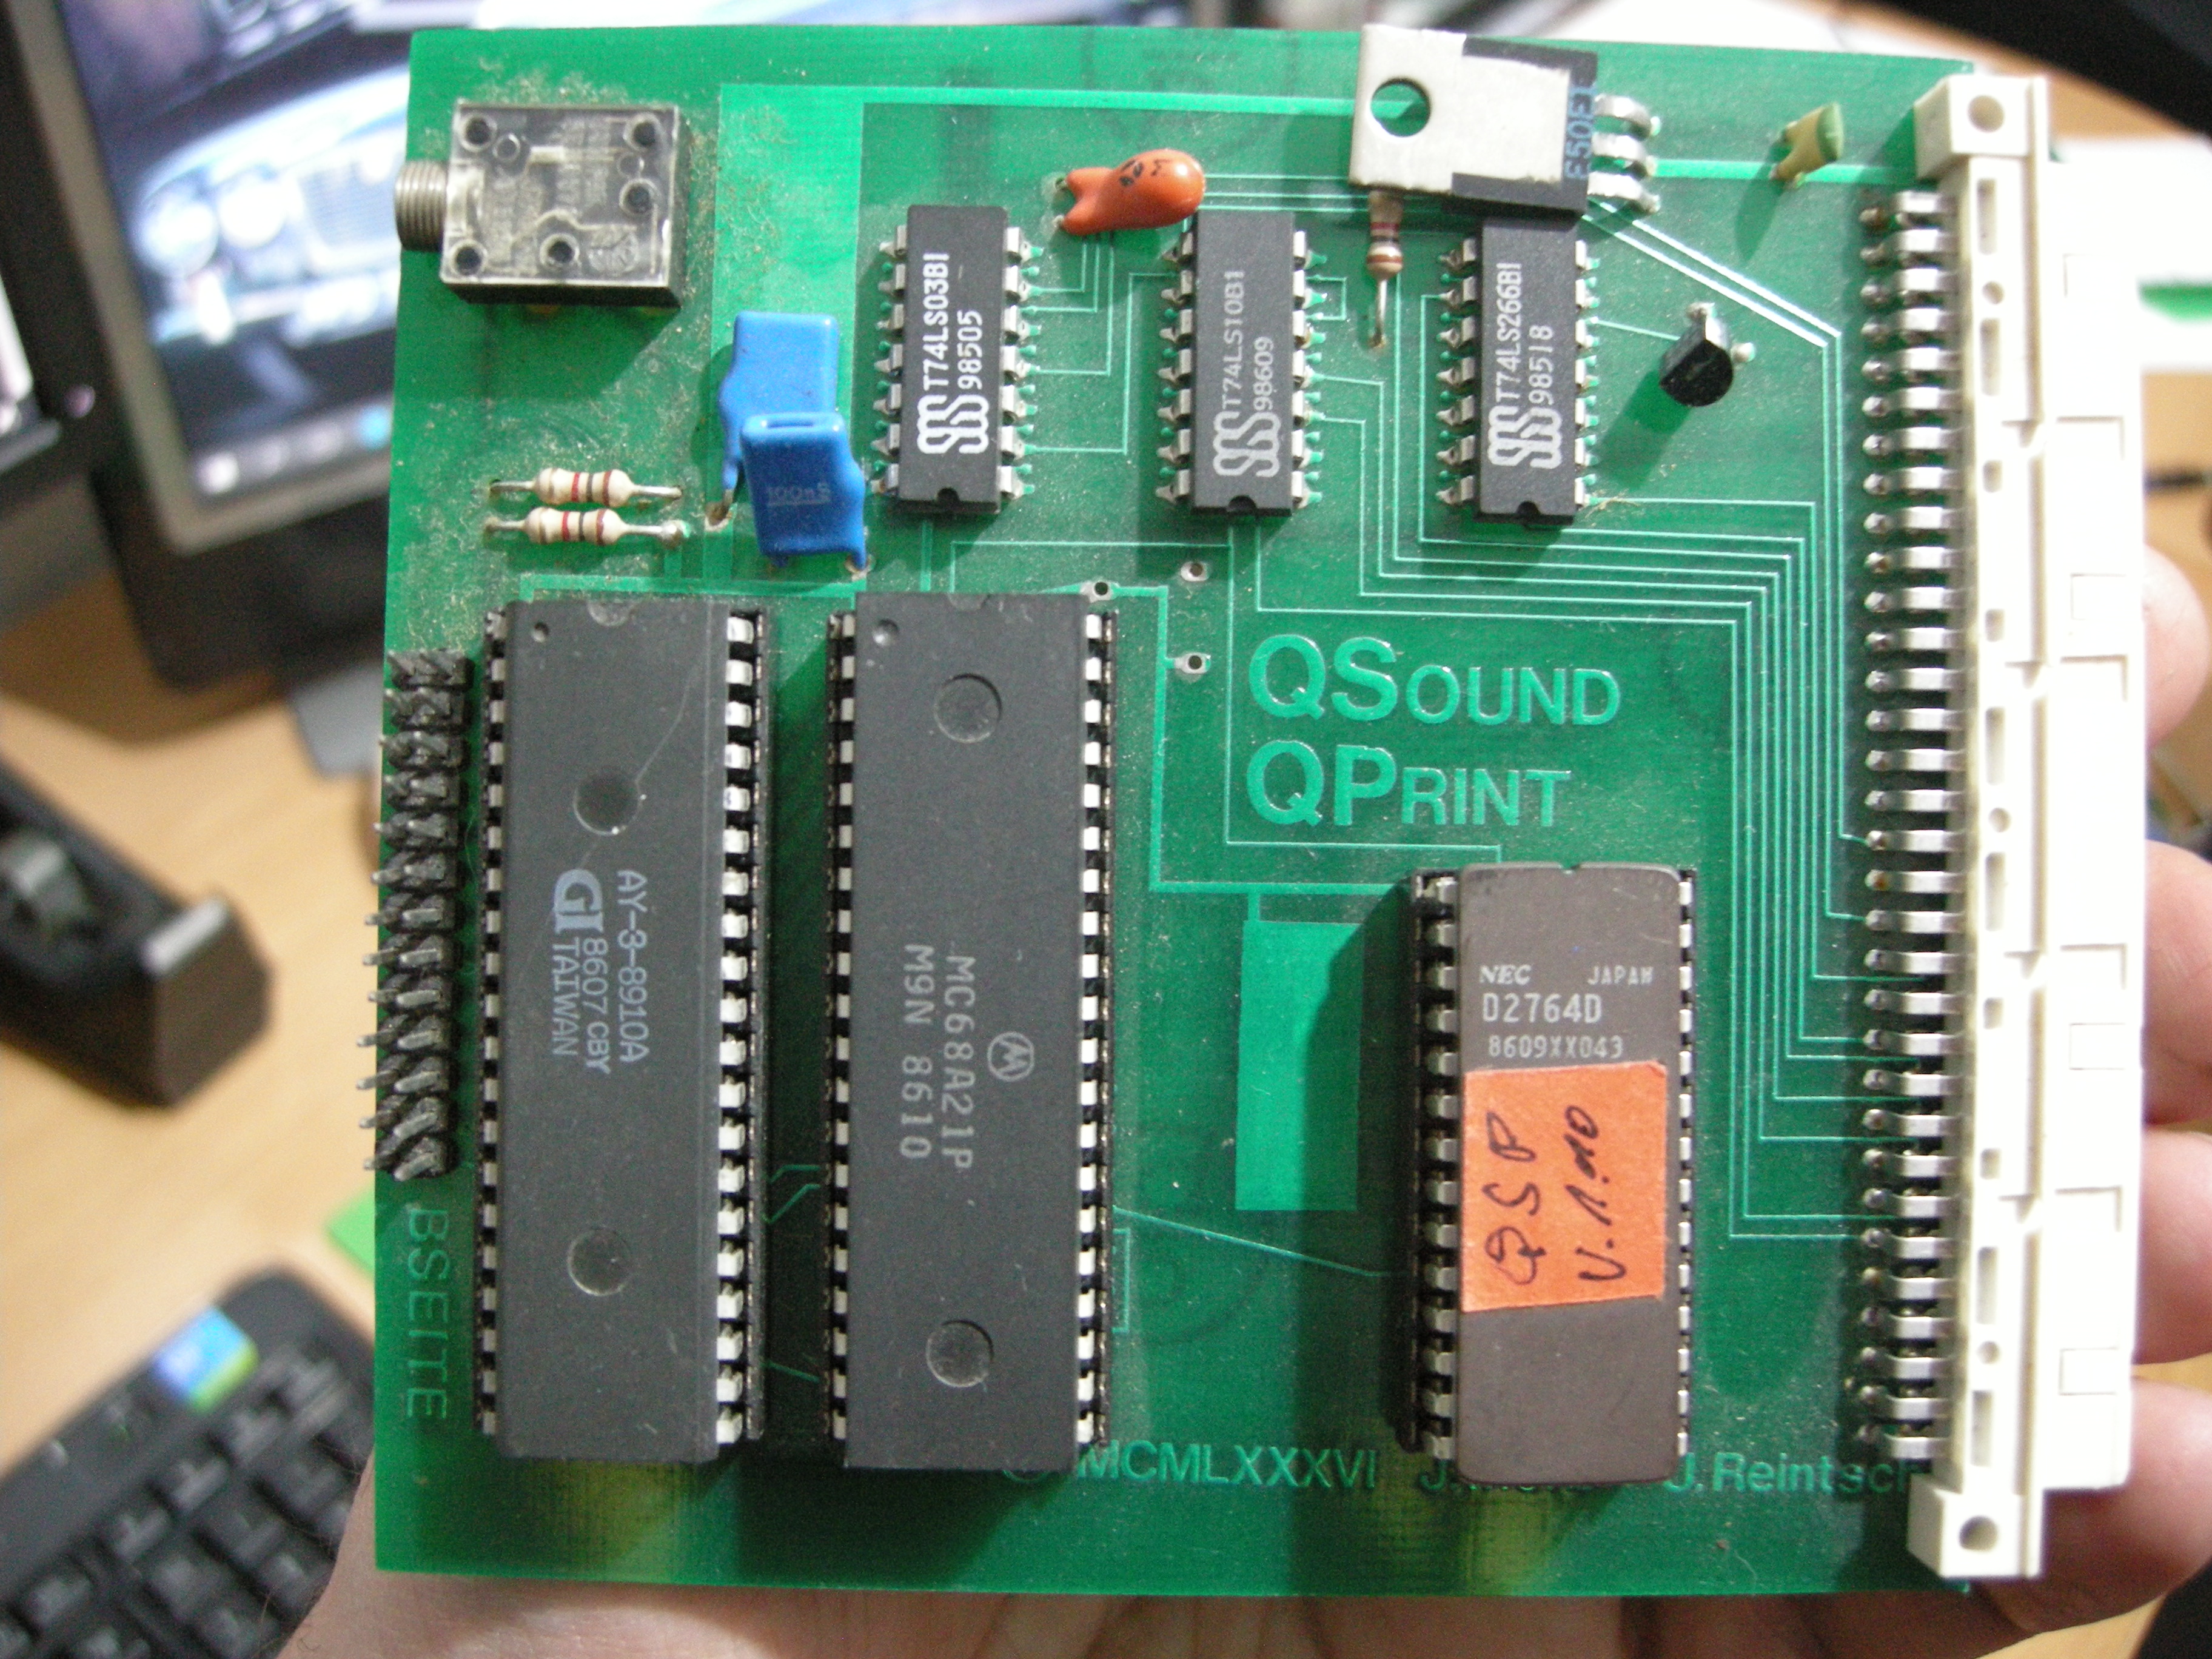 T74LS03B1
98505
T74LS10B1
98609
T74LS266B1
98518
100n
QSOUND
QPRINT
AY-3-8910A
GI 8607 CBY
TAIWAN
MC68A21P
M9N 8610
NEC JAPAN
D2764D
8609XX043
QSP
V.1.10
BSEITE
MCMLXXXVI J. J.Reintsch